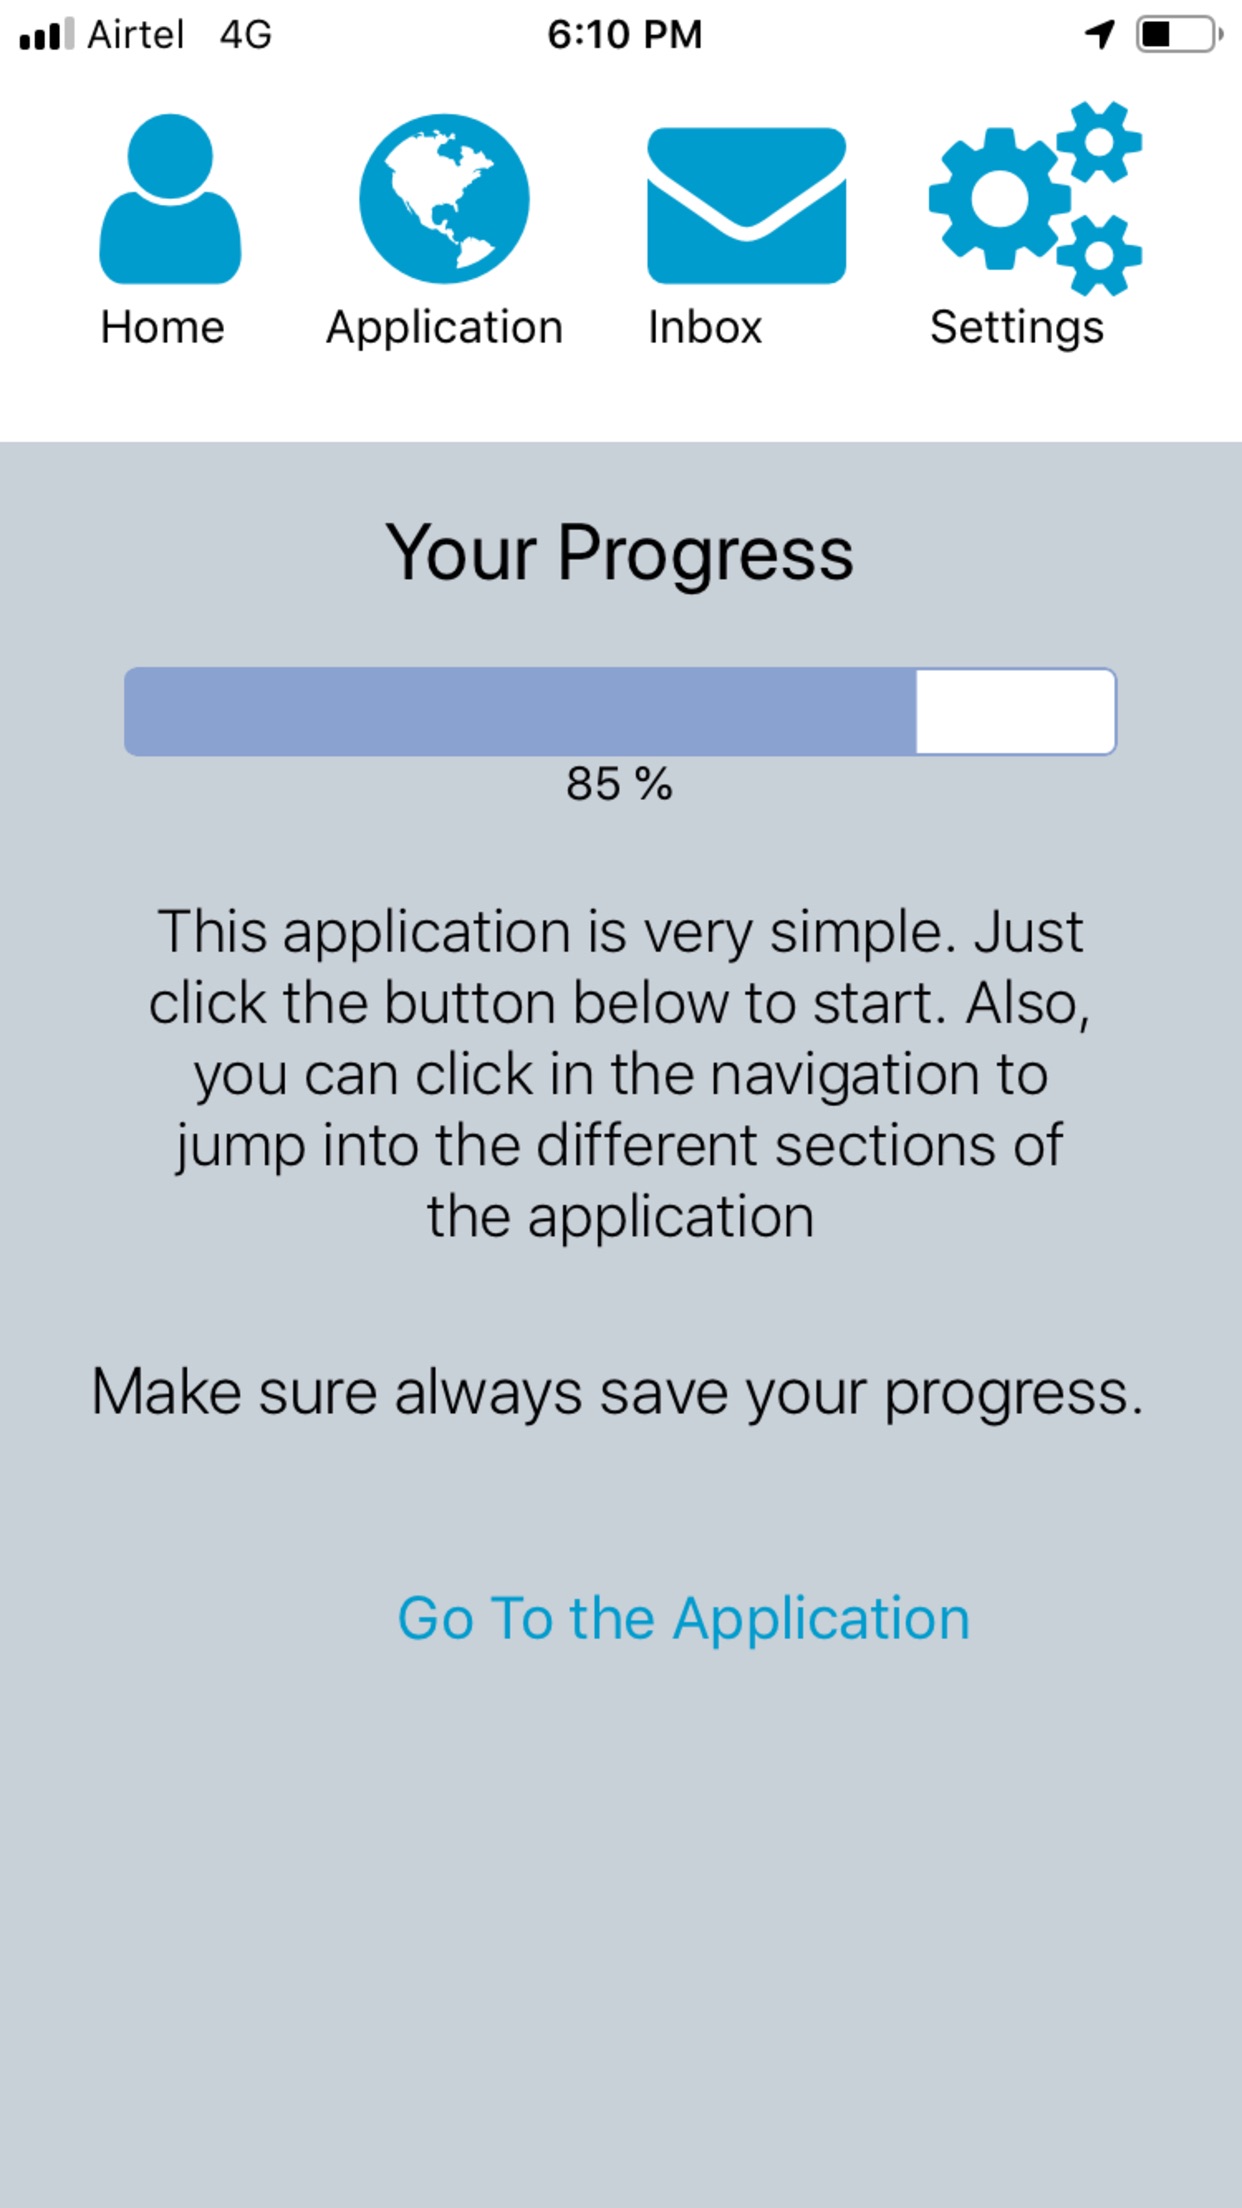 Airtel 4G 6:10 PM
Home Application Inbox Settings
Your Progress
85 %
This application is very simple. Just
click the button below to start. Also,
you can click in the navigation to
jump into the different sections of
the application
Make sure always save your progress.
Go To the Application